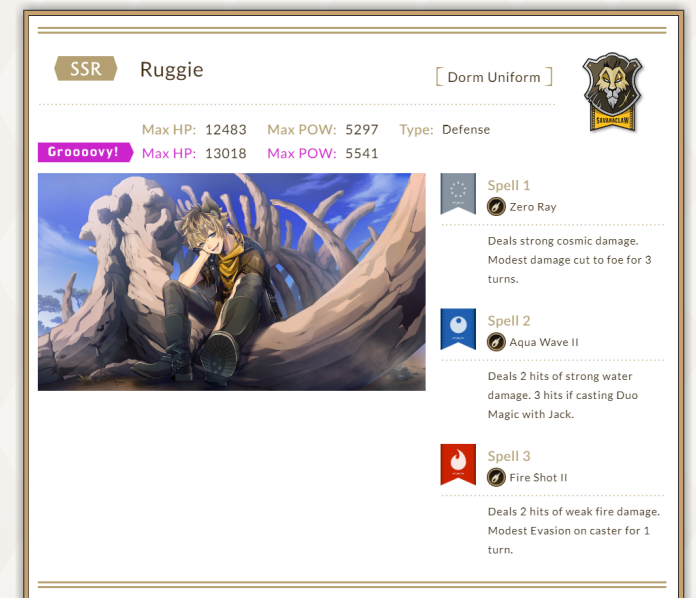 SSR Ruggie [Dorm Uniform]
SAVANACLAW
Max HP: 12483 Max POW: 5297 Type: Defense
Groooovy! Max HP: 13018 Max POW: 5541
Spell 1
Zero Ray
Deals strong cosmic damage.
Modest damage cut to foe for 3
turns.
Spell 2
Aqua Wave II
Deals 2 hits of strong water
damage. 3 hits if casting Duo
Magic with Jack.
Spell 3
Fire Shot II
Deals 2 hits of weak fire damage.
Modest Evasion on caster for 1
turn.